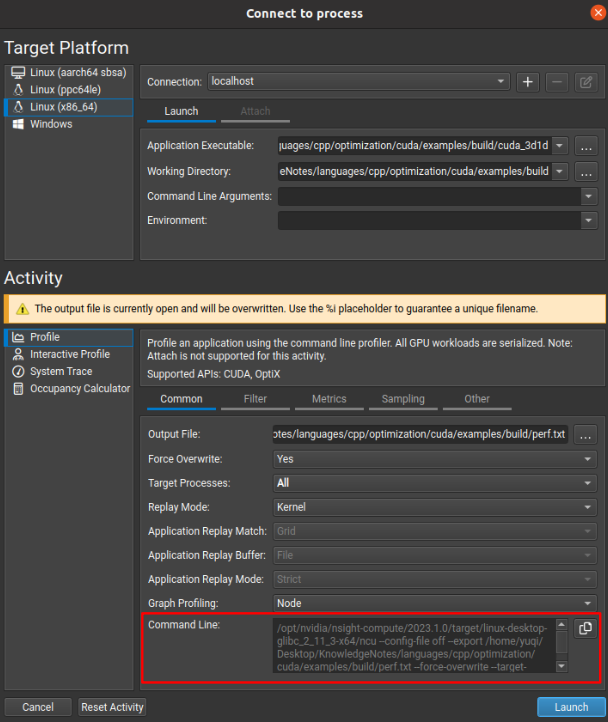 Connect to process
Target Platform
Linux (aarch64 sbsa)
Linux (ppc64le)
Linux (x86_64)
Windows
Connection: localhost
Launch Attach
Application Executable: ɡuages/cpp/optimization/cuda/examples/build/cuda_3d1d
Working Directory: eNotes/languages/cpp/optimization/cuda/examples/build
Command Line Arguments:
Environment:
Activity
The output file is currently open and will be overwritten. Use the %i placeholder to guarantee a unique filename.
Profile
Interactive Profile
System Trace
Occupancy Calculator
Profile an application using the command line profiler. All GPU workloads are serialized. Note:
Attach is not supported for this activity.
Supported APIs: CUDA, OptiX
Common Filter Metrics Sampling Other
Output File: otes/languages/cpp/optimization/cuda/examples/build/perf.txt
Force Overwrite: Yes
Target Processes: All
Replay Mode: Kernel
Application Replay Match: Grid
Application Replay Buffer: File
Application Replay Mode: Strict
Graph Profiling: Node
Command Line: /opt/nvidia/nsight-compute/2023.1.0/target/linux-desktop-
glibc_2_11_3-x64/ncu --config-file off --export /home/yuqi/
Desktop/KnowledgeNotes/languages/cpp/optimization/
cuda/examples/build/perf.txt --force-overwrite --target-
Cancel Reset Activity Launch